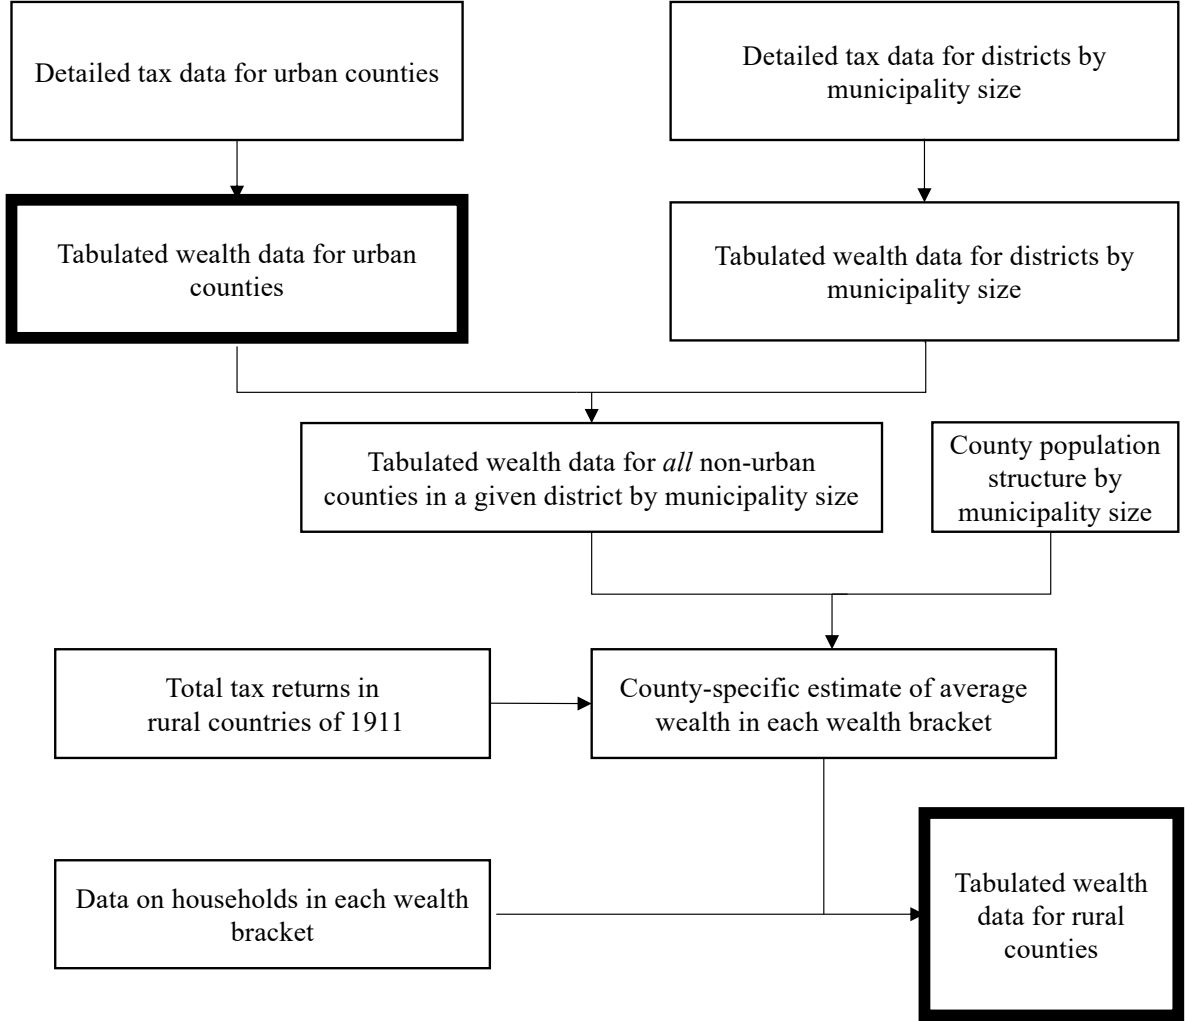 Detailed tax data for urban counties
Detailed tax data for districts by
municipality size
Tabulated wealth data for urban
counties
Tabulated wealth data for districts by
municipality size
Tabulated wealth data for all non-urban
counties in a given district by municipality size
County population
structure by
municipality size
Total tax returns in
rural countries of 1911
County-specific estimate of average
wealth in each wealth bracket
Data on households in each wealth
bracket
Tabulated wealth
data for rural
counties